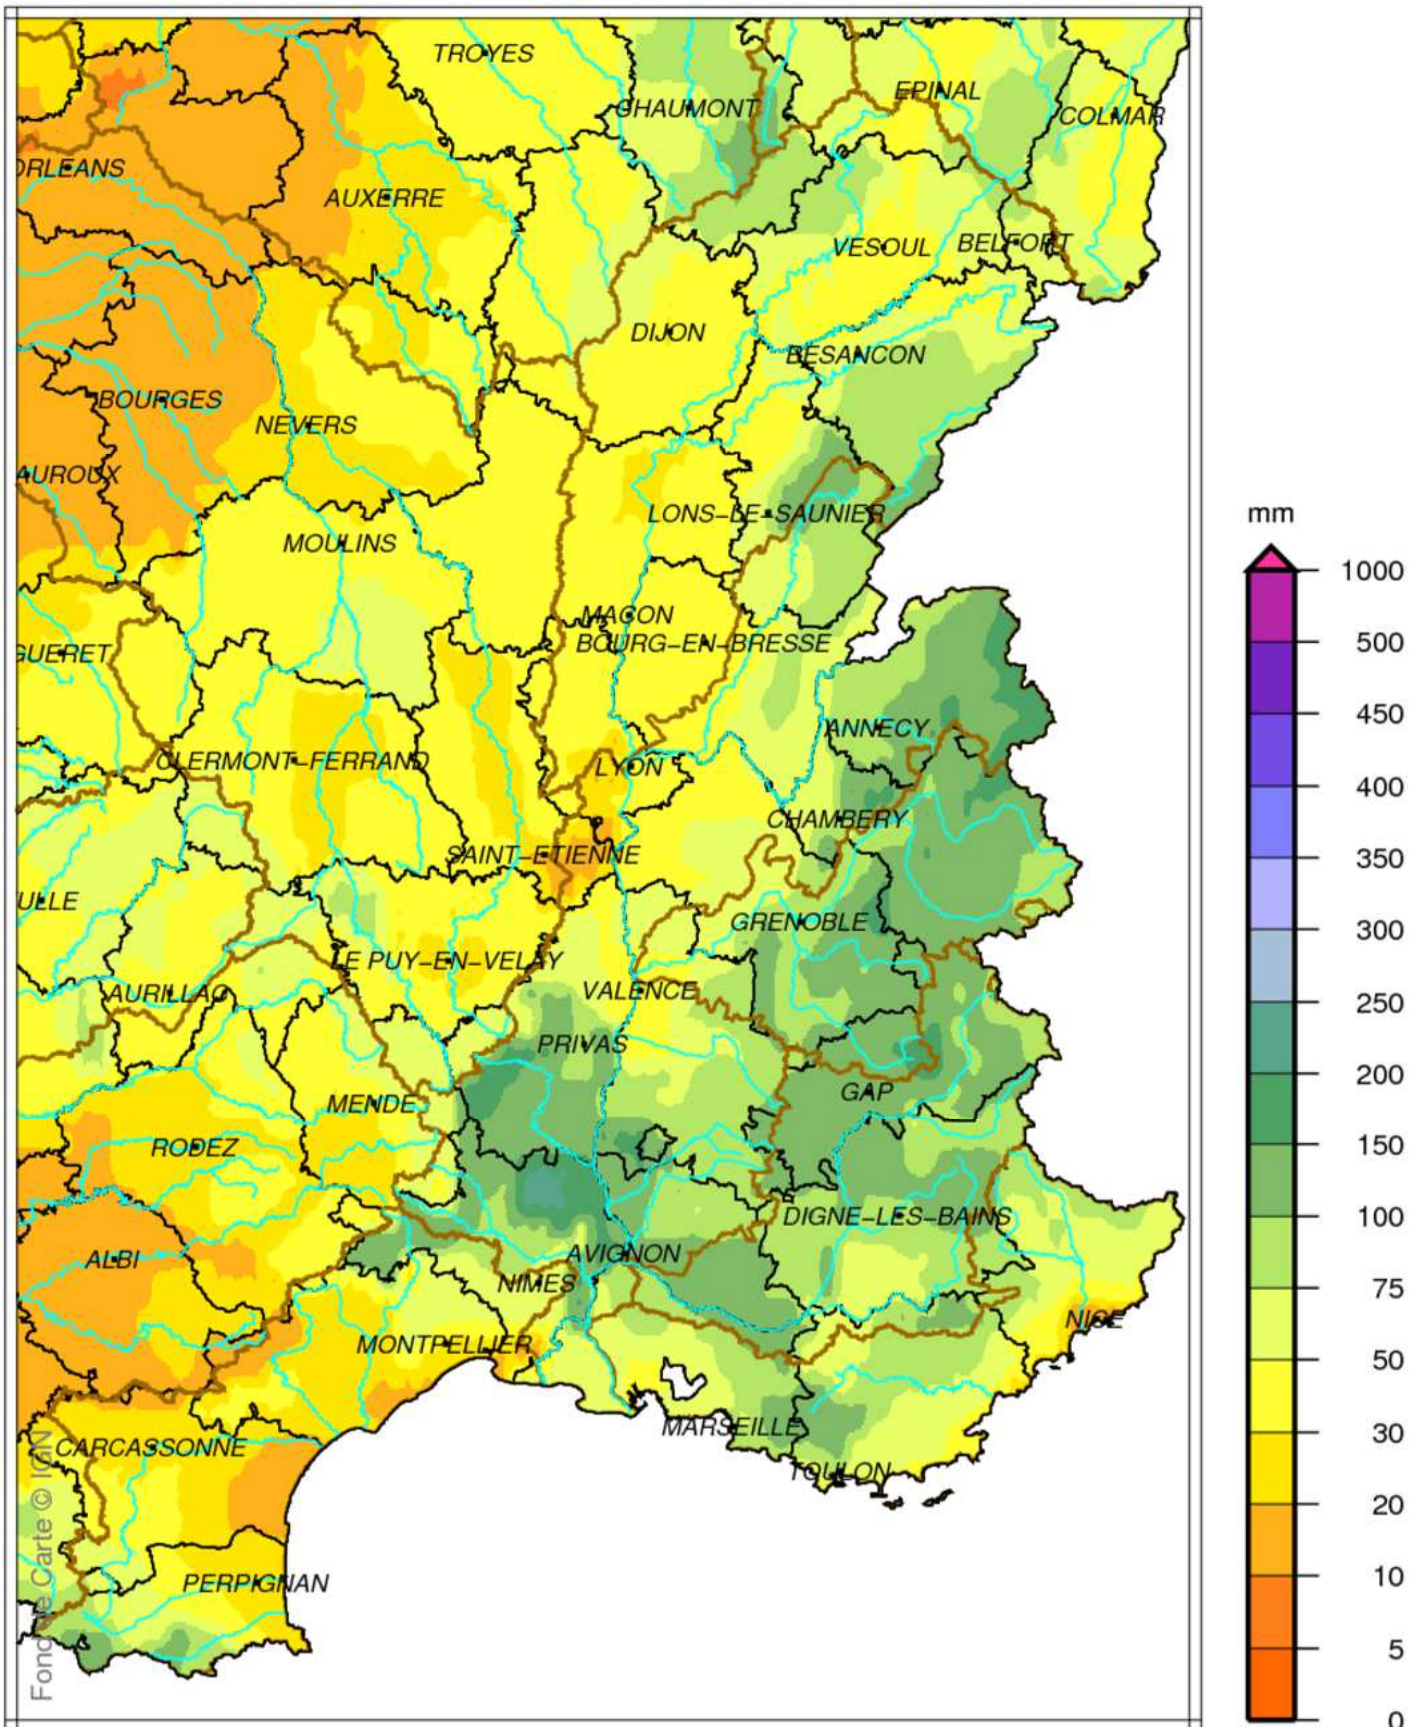 TROYES
EPINAL
CHAUMONT
COLMAR
ORLEANS
AUXERRE
VESOUL
BELFORT
DIJON
BESANCON
BOURGES
NEVERS
AUROUX
LONS-LE-SAUNIER
mm
MOULINS
1000
MACON
500
BOURG-EN-BRESSE
GUERET
450
ANNECY
CLERMONT-FERRAND
LYON
400
CHAMBERY
350
SAINT-ETIENNE
ULLE
GRENOBLE
300
LE PUY-EN-VELAY
AURILLAC
VALENCE
250
PRIVAS
200
GAP
MENDE
RODEZ
150
DIGNE-LES-BAINS
100
ALBI
AVIGNON
NIMES
75
NICE
MONTPELLIER
50
MARSEILLE
30
CARCASSONNE
TOULON
20
10
PERPIGNAN
5
0
Fond de Carte © IGN